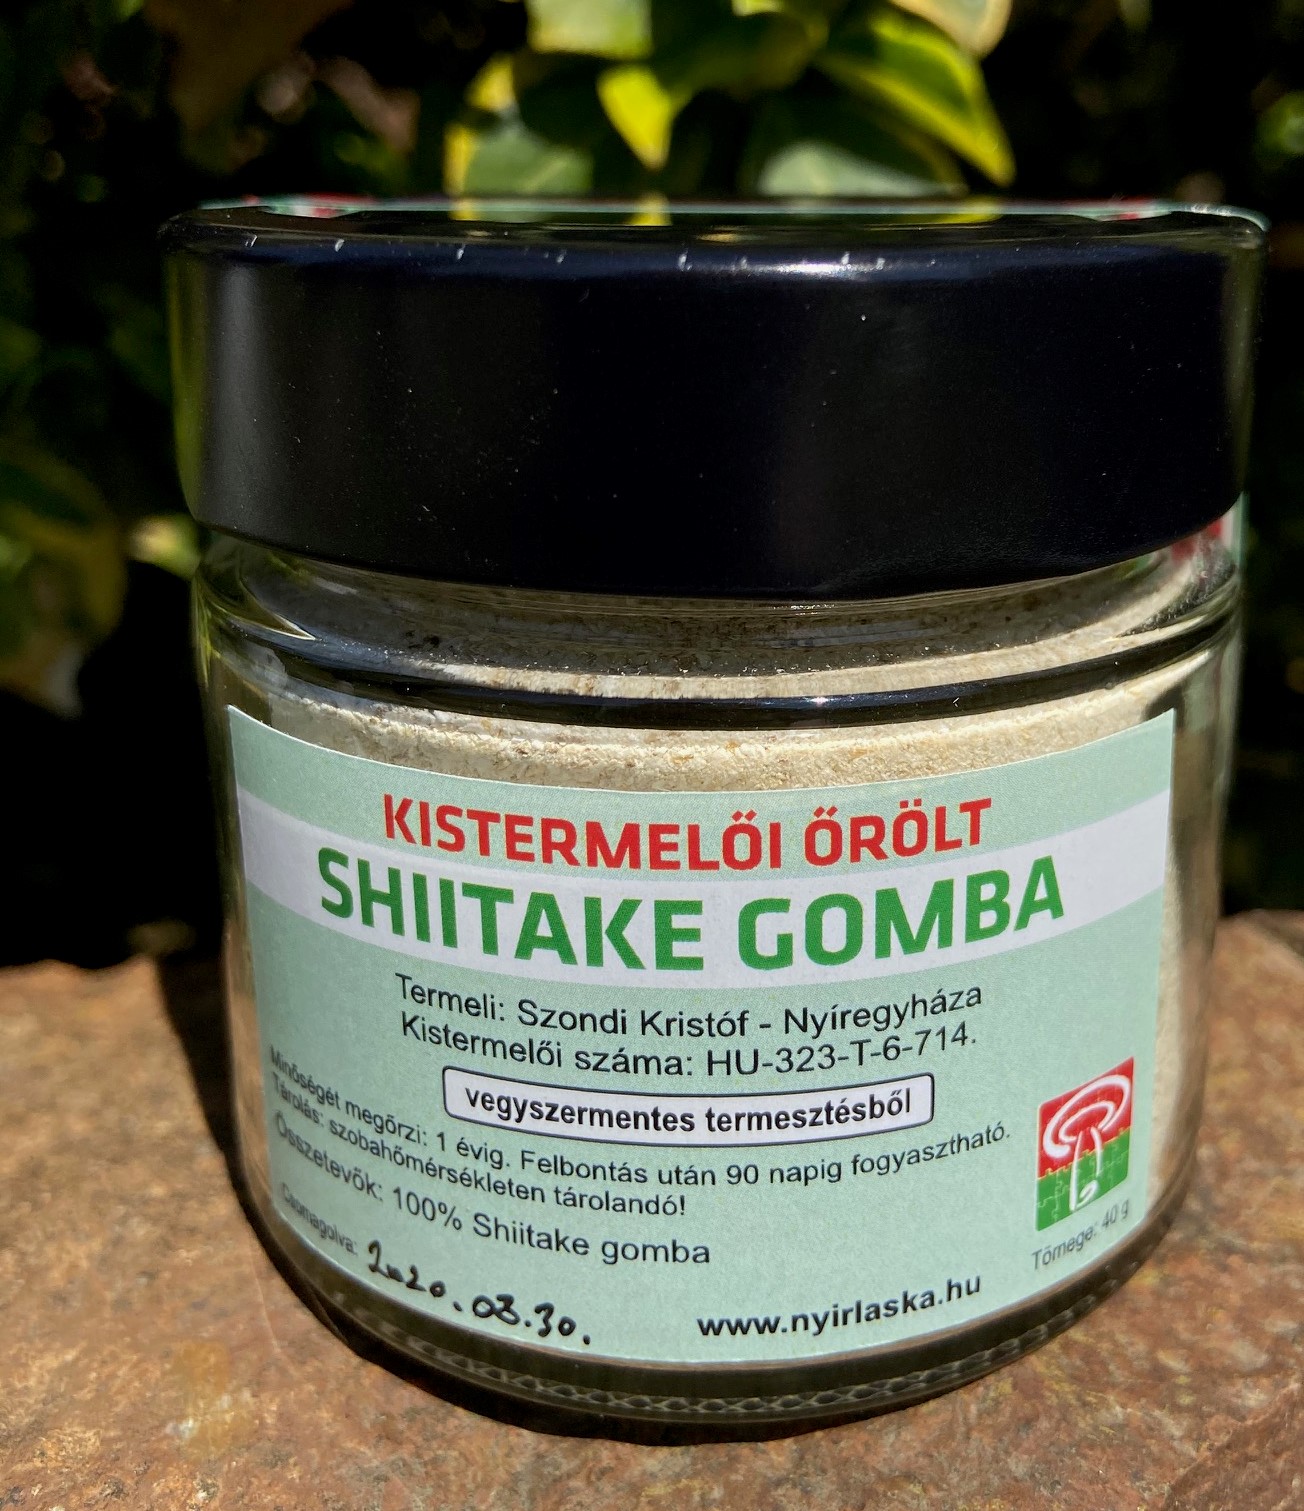 KISTERMELŐI ŐRÖLT
SHIITAKE GOMBA
Termeli: Szondi Kristóf - Nyíregyháza
Kistermelői száma: HU-323-T-6-714.
vegyszermentes termesztésből
Minőségét megőrzi: 1 évig. Felbontás után 90 napig fogyasztható.
Tárolás: szobahőmérsékleten tárolandó!
Összetevők: 100% Shiitake gomba
Csomagolva: 2020.03.30.
Tömege: 40 g
www.nyirlaska.hu